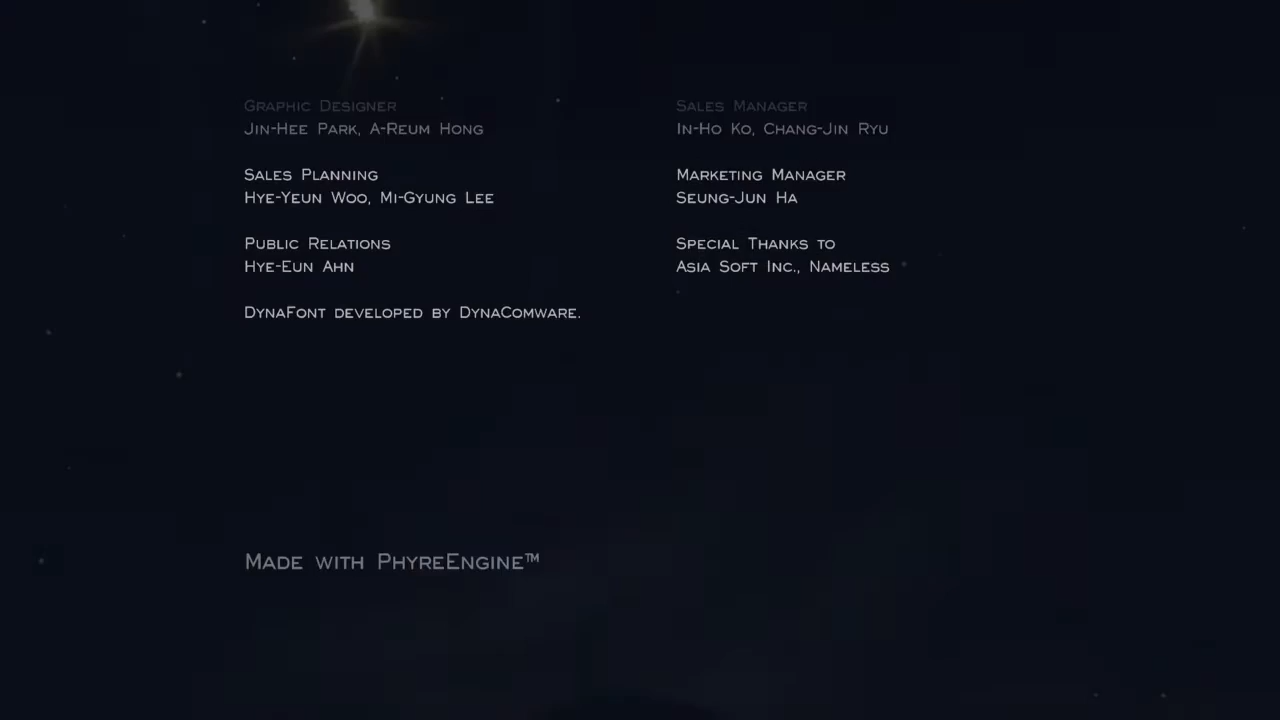 Graphic Designer
Jin-Hee Park, A-Reum Hong
Sales Manager
In-Ho Ko, Chang-Jin Ryu
Sales Planning
Hye-Yeun Woo, Mi-Gyung Lee
Marketing Manager
Seung-Jun Ha
Public Relations
Hye-Eun Ahn
Special Thanks to
Asia Soft Inc., Nameless
DynaFont developed by DynaComware.
Made with PhyreEngine™